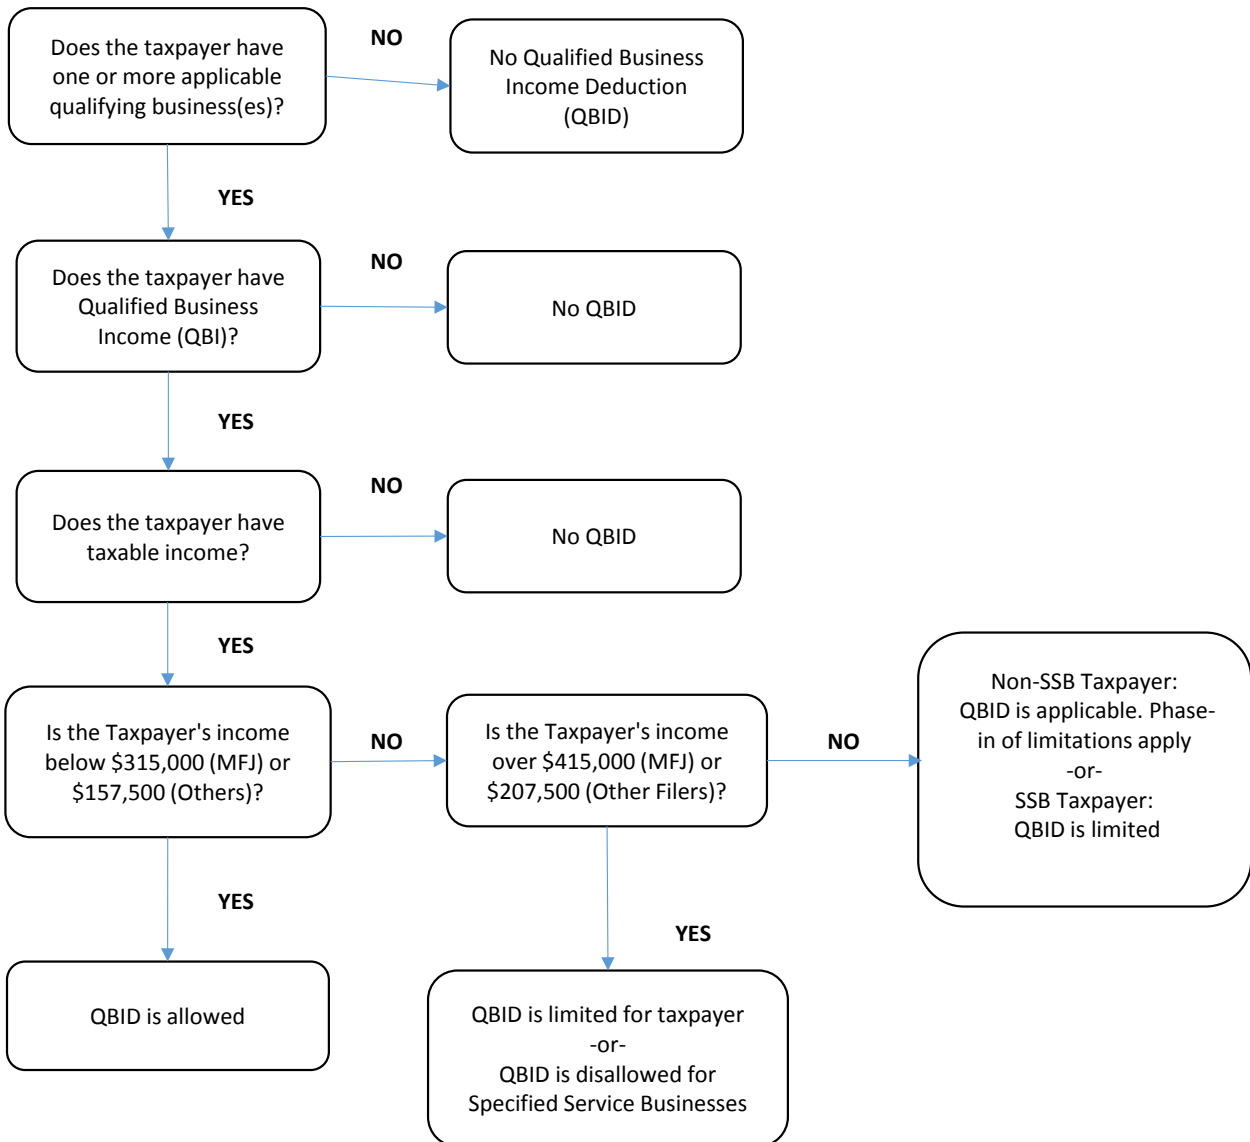 Does the taxpayer have
one or more applicable
qualifying business(es)?
NO
No Qualified Business
Income Deduction
(QBID)
YES
Does the taxpayer have
Qualified Business
Income (QBI)?
NO
No QBID
YES
Does the taxpayer have
taxable income?
NO
No QBID
YES
Is the Taxpayer's income
below $315,000 (MFJ) or
$157,500 (Others)?
NO
Is the Taxpayer's income
over $415,000 (MFJ) or
$207,500 (Other Filers)?
NO
Non-SSB Taxpayer:
QBID is applicable. Phase-
in of limitations apply
-or-
SSB Taxpayer:
QBID is limited
YES
QBID is allowed
YES
QBID is limited for taxpayer
-or-
QBID is disallowed for
Specified Service Businesses